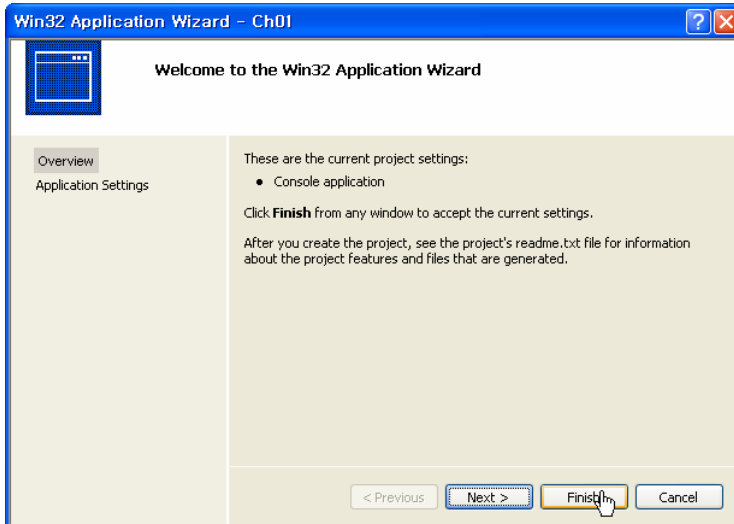 Win32 Application Wizard - Ch01
Welcome to the Win32 Application Wizard
Overview
Application Settings
These are the current project settings:
• Console application
Click Finish from any window to accept the current settings.
After you create the project, see the project's readme.txt file for information
about the project features and files that are generated.
< Previous
Next >
Finish
Cancel